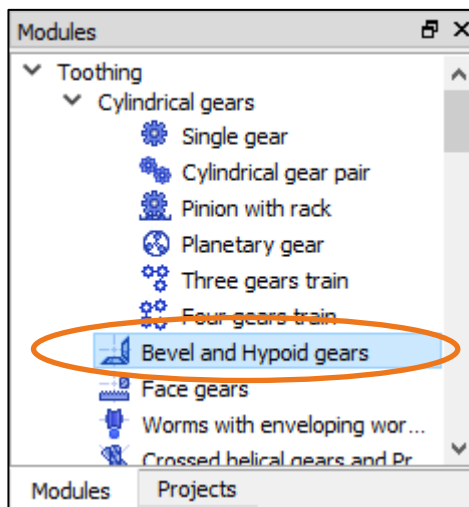 Modules
Toothing
Cylindrical gears
Single gear
Cylindrical gear pair
Pinion with rack
Planetary gear
Three gears train
Four gears train
Bevel and Hypoid gears
Face gears
Worms with enveloping wor...
Crossed helical gears and Pr...
Modules Projects